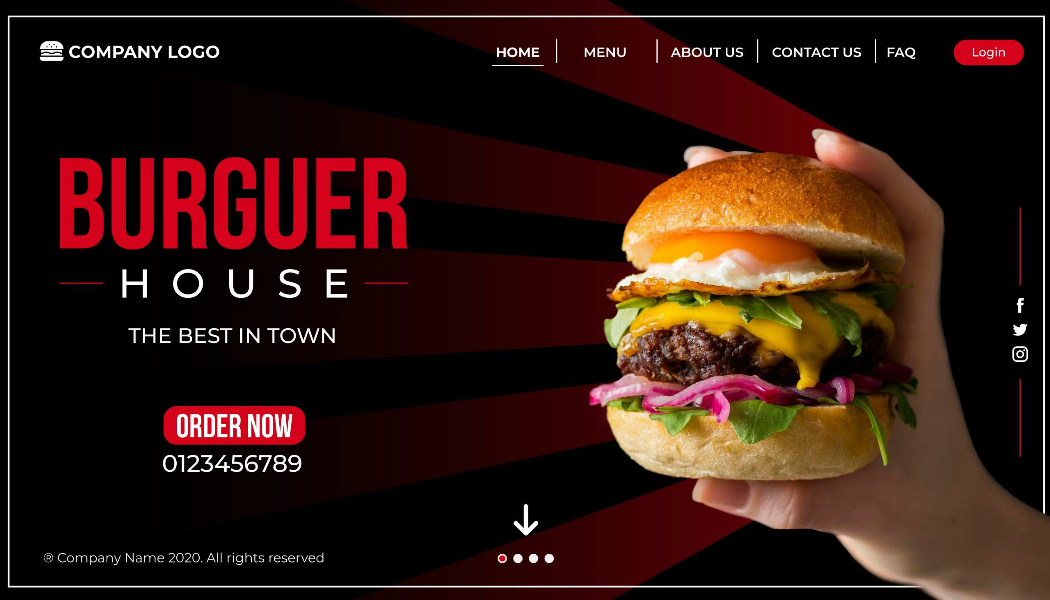 COMPANY LOGO
HOME MENU ABOUT US CONTACT US FAQ Login
BURGUER
HOUSE
THE BEST IN TOWN
ORDER NOW
0123456789
® Company Name 2020. All rights reserved